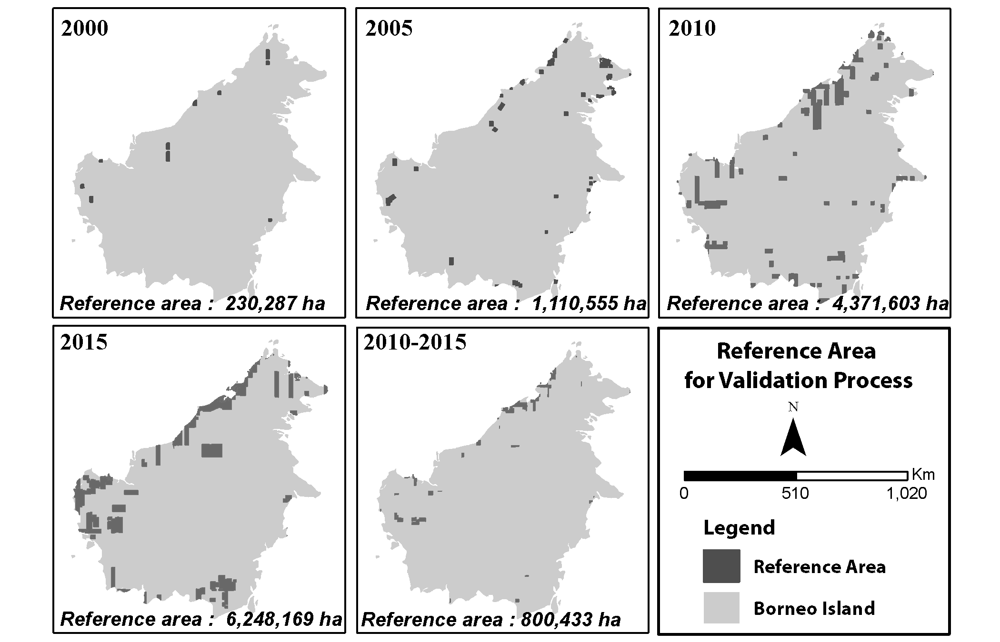 2000
Reference area :  230,287 ha
2005
Reference area :  1,110,555 ha
2010
Reference area :  4,371,603 ha
2015
Reference area :  6,248,169 ha
2010-2015
Reference area : 800,433 ha
Reference Area
for Validation Process
N
Km
0 510 1,020
Legend
Reference Area
Borneo Island